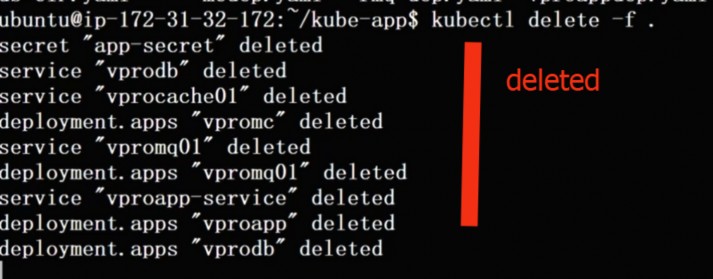 ubuntu@ip-172-31-32-172:~/kube-app$ kubectl delete -f .
secret "app-secret" deleted
service "vprodb" deleted
service "vprocache01" deleted
deployment.apps "vpromc" deleted
service "vpromq01" deleted
deployment.apps "vpromq01" deleted
service "vproapp-service" deleted
deployment.apps "vproapp" deleted
deployment.apps "vprodb" deleted
deleted